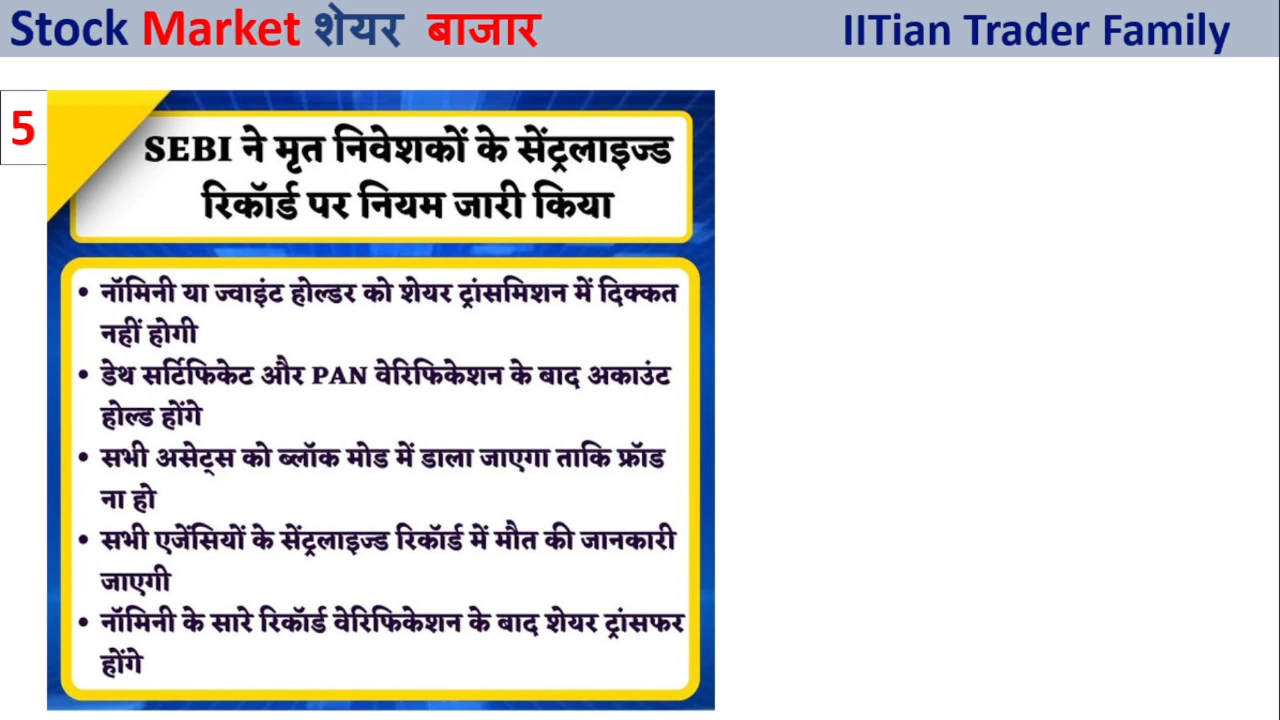 Stock Market शेयर बाजार
IITian Trader Family
5
SEBI ने मृत निवेशकों के सेंट्रलाइज्ड
रिकॉर्ड पर नियम जारी किया
• नॉमिनी या ज्वाइंट होल्डर को शेयर ट्रांसमिशन में दिक्कत
नहीं होगी
• डेथ सर्टिफिकेट और PAN वेरिफिकेशन के बाद अकाउंट
होल्ड होंगे
• सभी असेट्स को ब्लॉक मोड में डाला जाएगा ताकि फ्रॉड
ना हो
• सभी एजेंसियों के सेंट्रलाइज्ड रिकॉर्ड में मौत की जानकारी
जाएगी
• नॉमिनी के सारे रिकॉर्ड वेरिफिकेशन के बाद शेयर ट्रांसफर
होंगे